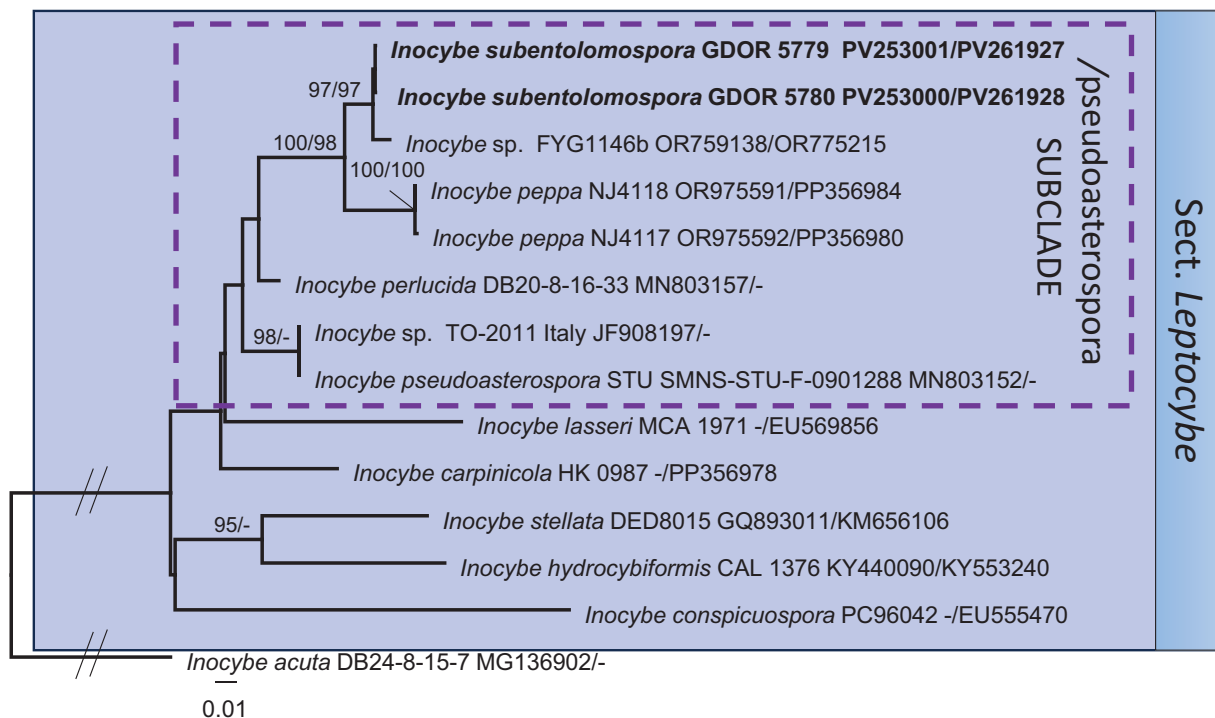 Inocybe subentolomospora GDOR 5779 PV253001/PV261927
97/97
Inocybe subentolomospora GDOR 5780 PV253000/PV261928
100/98
Inocybe sp. FYG1146b OR759138/OR775215
100/100
Inocybe peppa NJ4118 OR975591/PP356984
Inocybe peppa NJ4117 OR975592/PP356980
Inocybe perlucida DB20-8-16-33 MN803157/-
98/-
Inocybe sp. TO-2011 Italy JF908197/-
Inocybe pseudoasterospora STU SMNS-STU-F-0901288 MN803152/-
Inocybe lasseri MCA 1971 -/EU569856
Inocybe carpinicola HK 0987 -/PP356978
95/-
Inocybe stellata DED8015 GQ893011/KM656106
Inocybe hydrocybiformis CAL 1376 KY440090/KY553240
Inocybe conspicuospora PC96042 -/EU555470
Inocybe acuta DB24-8-15-7 MG136902/-
0.01
/pseudoasterospora
SUBCLADE
Sect. Leptocybe